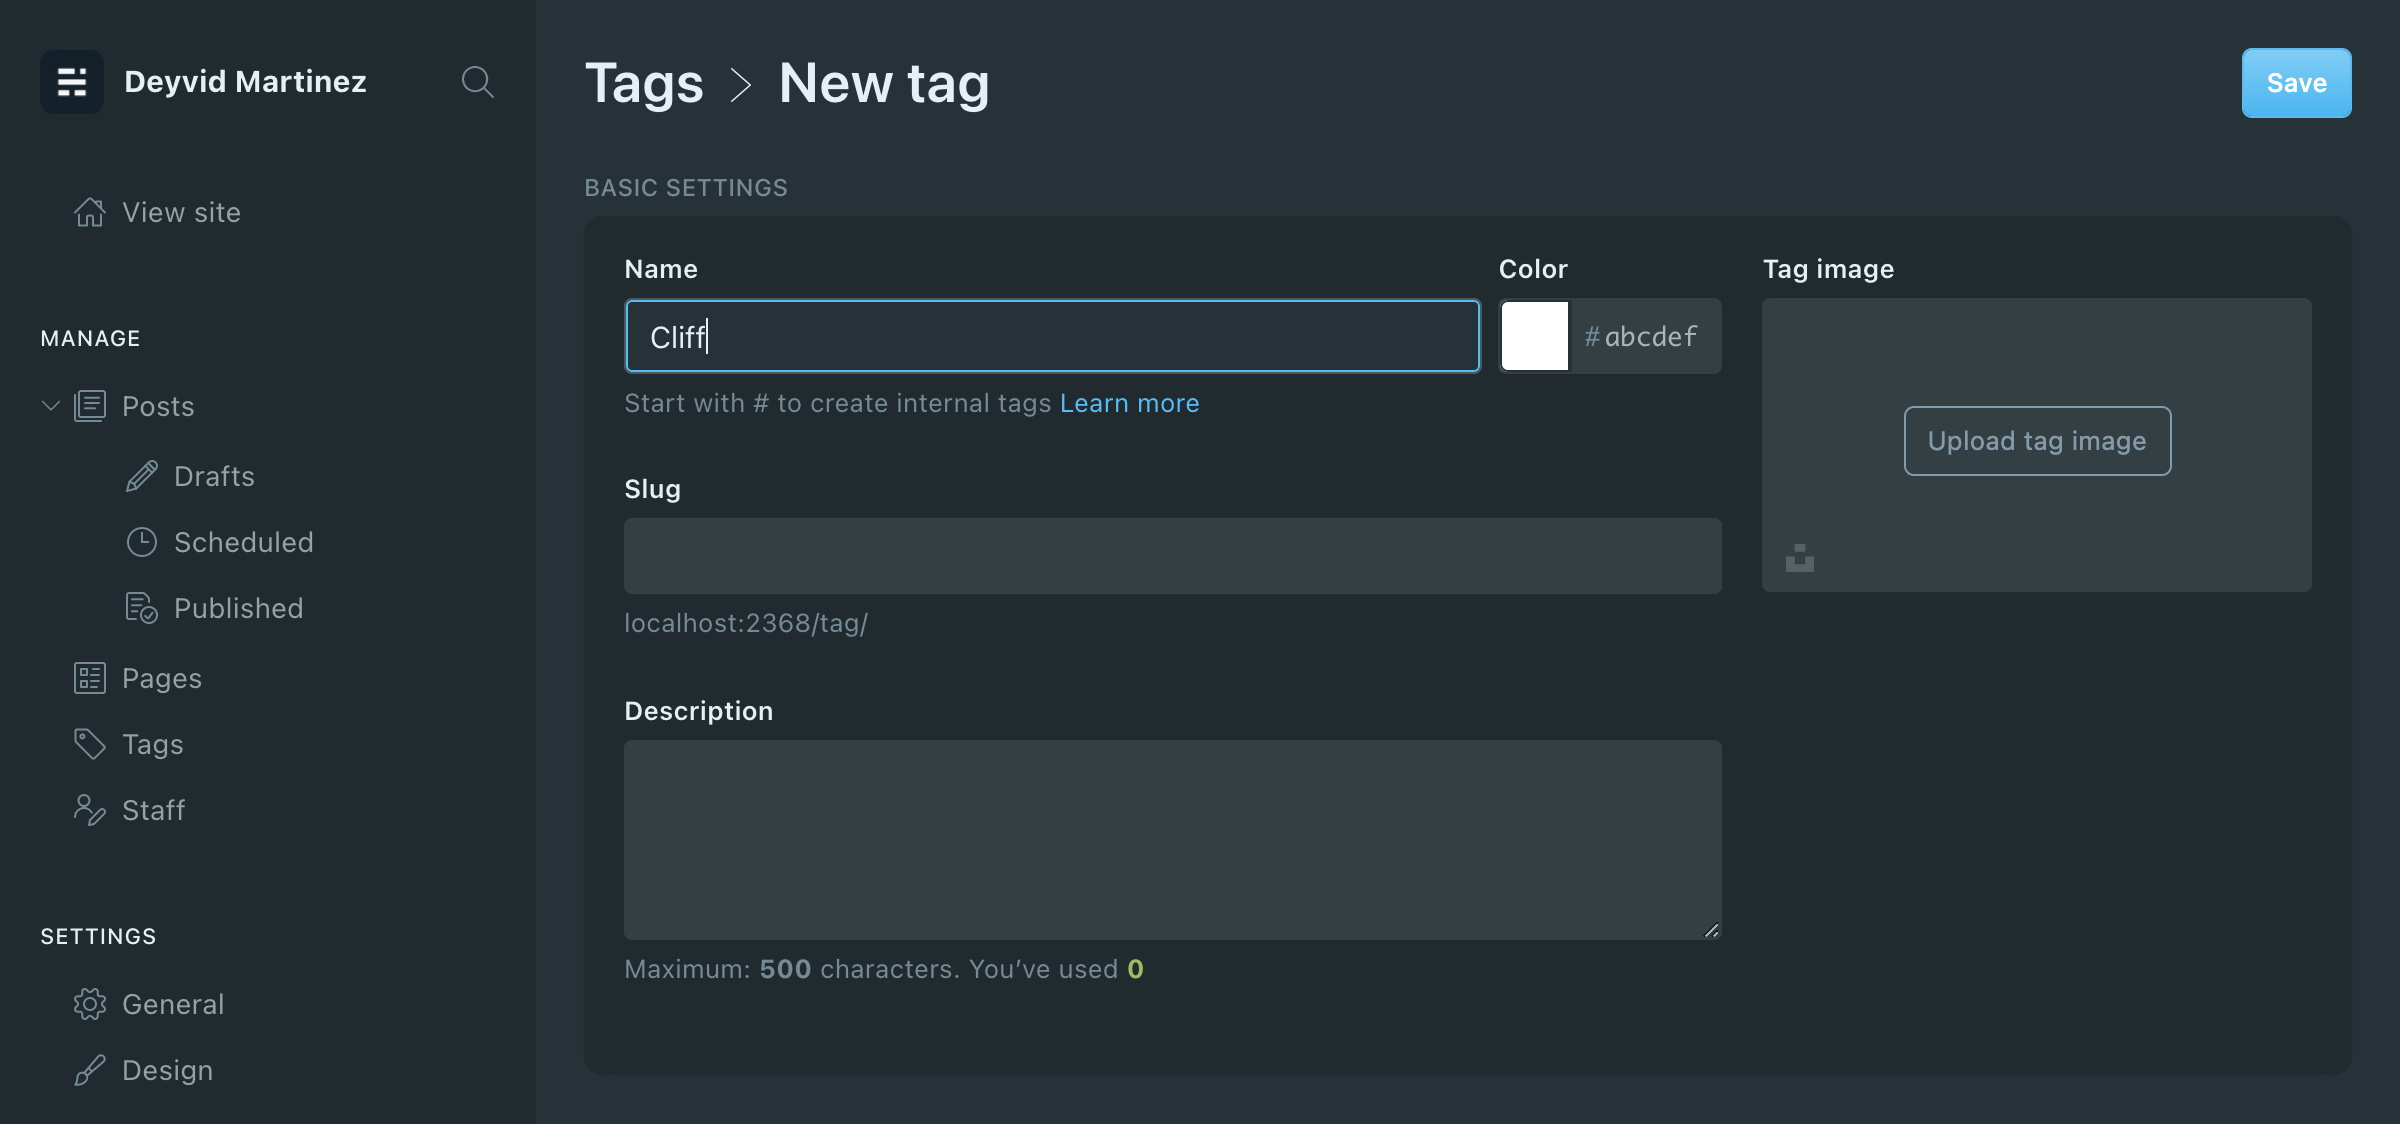 Deyvid Martinez
View site
MANAGE
Posts
Drafts
Scheduled
Published
Pages
Tags
Staff
SETTINGS
General
Design
Tags > New tag
Save
BASIC SETTINGS
Name
Cliff
Start with # to create internal tags Learn more
Color
#abcdef
Tag image
Upload tag image
Slug
localhost:2368/tag/
Description
Maximum: 500 characters. You’ve used 0